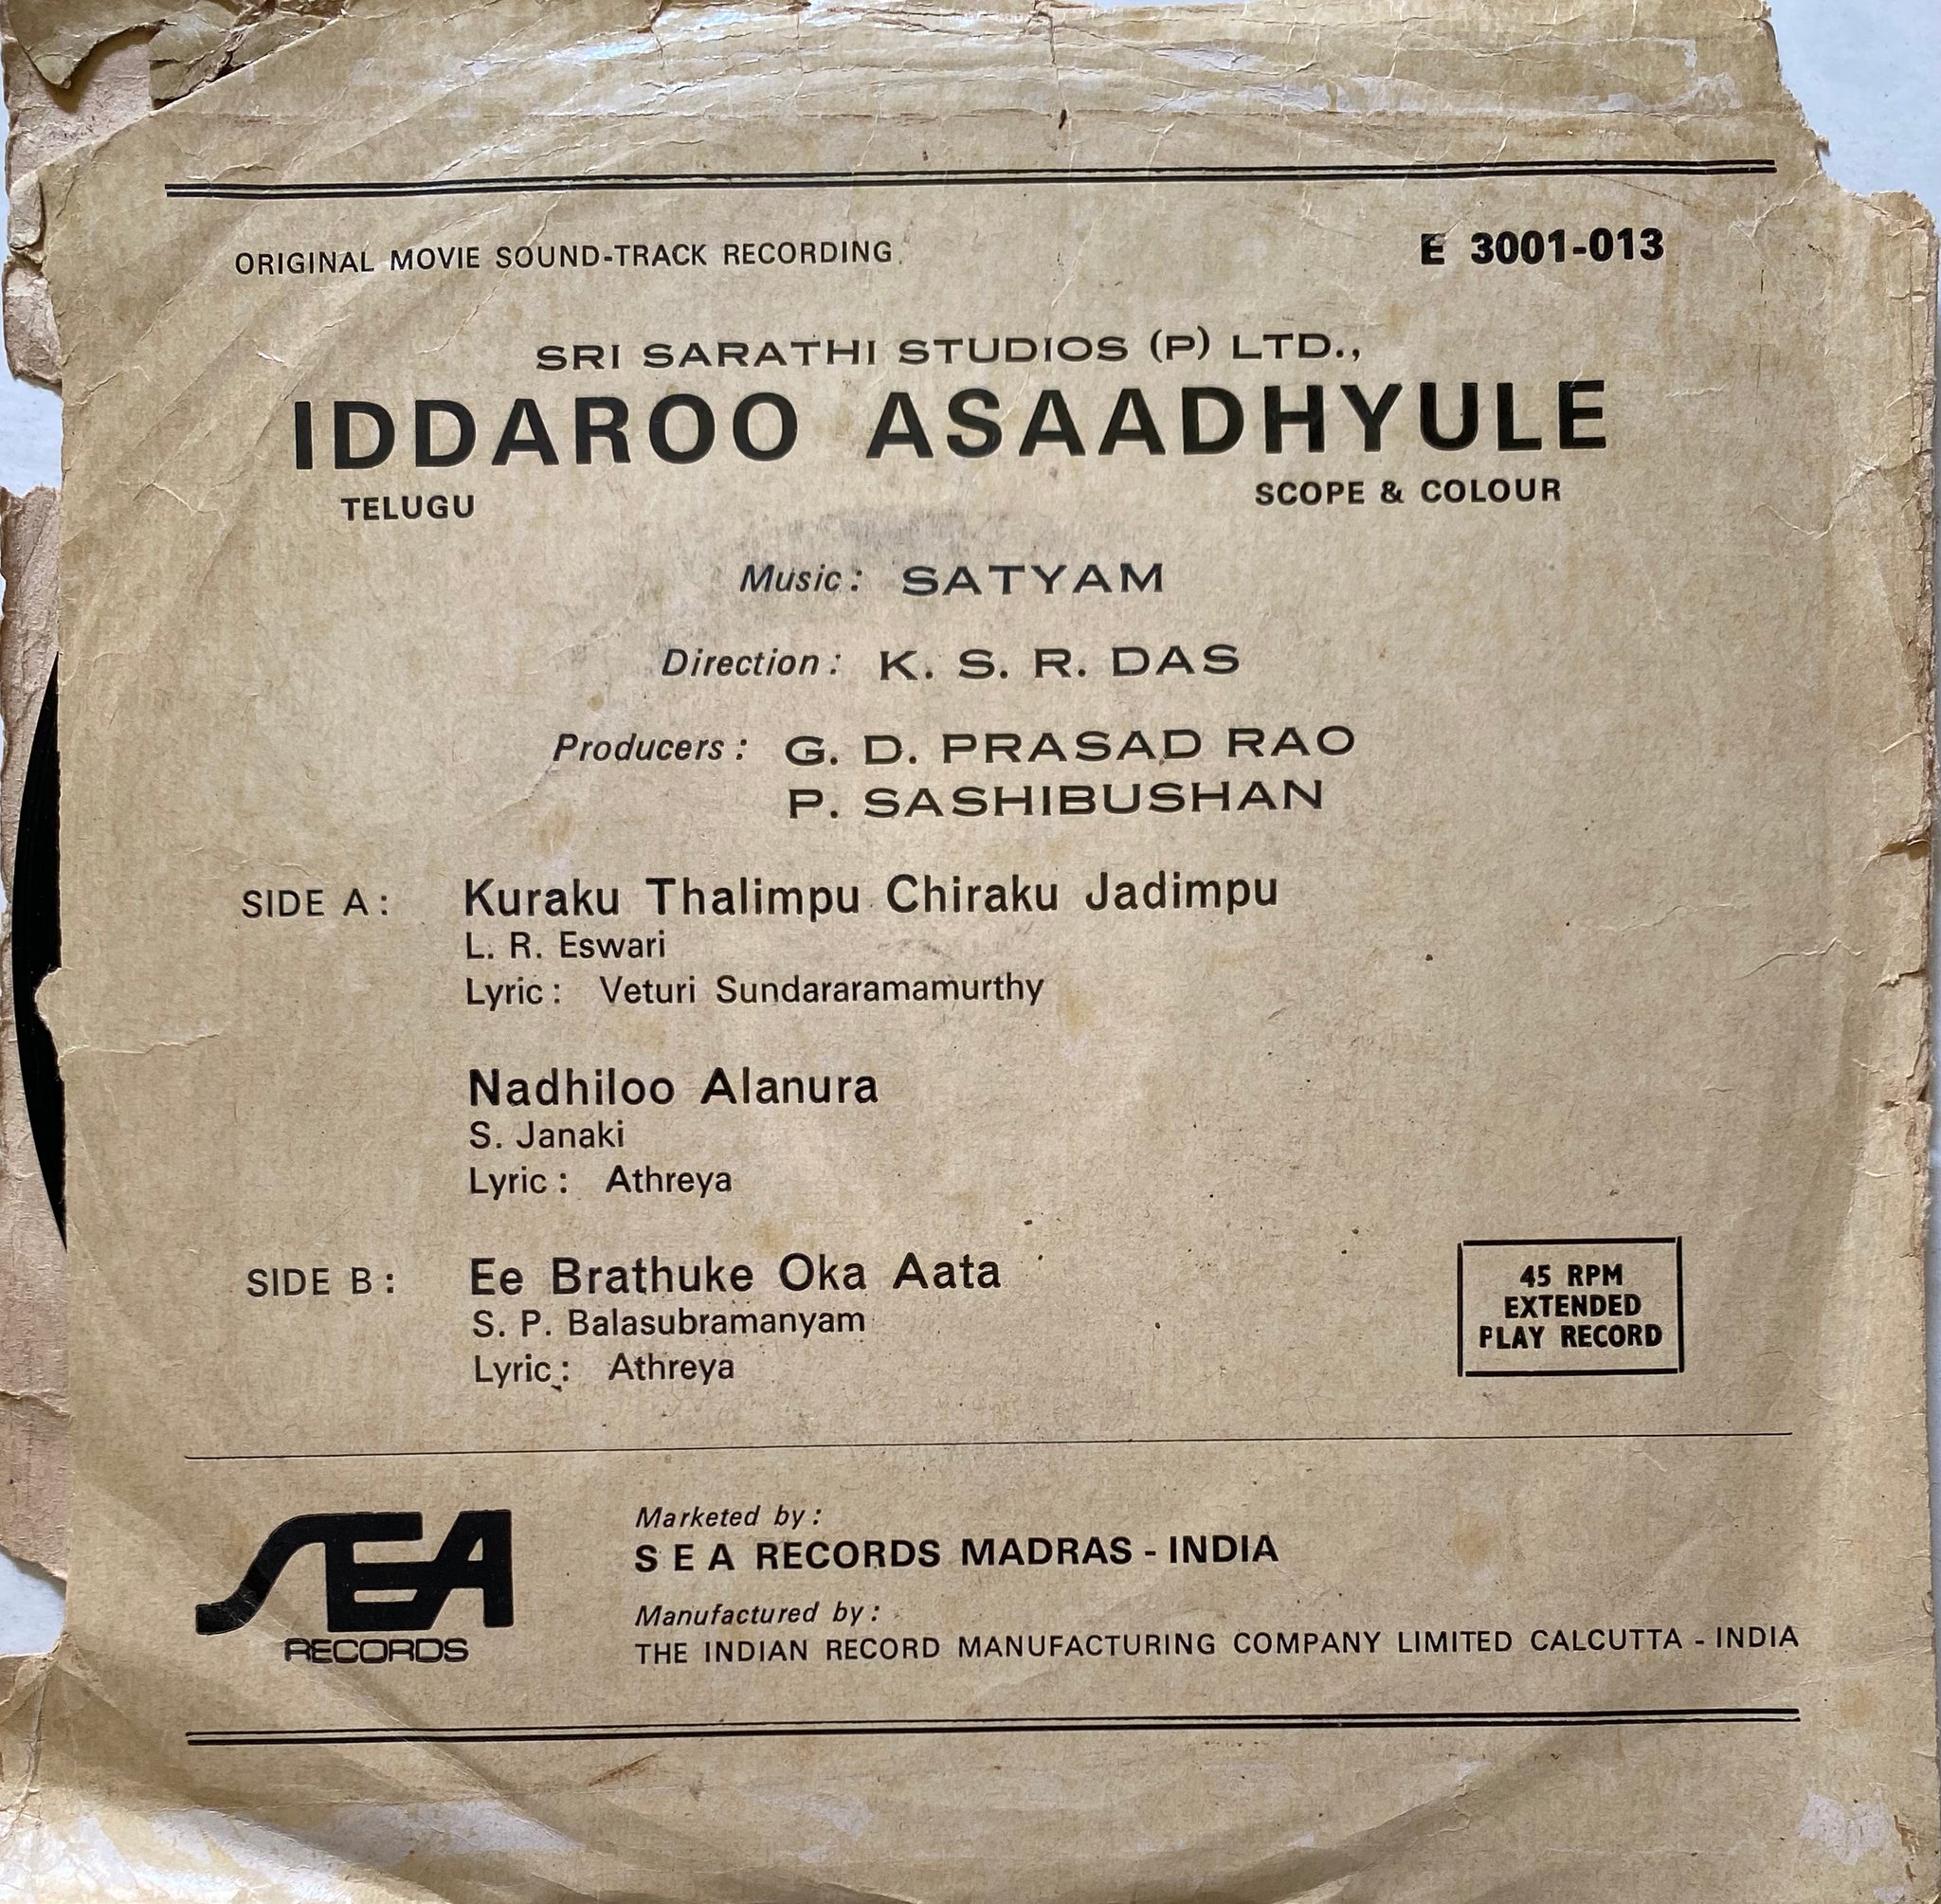 ORIGINAL MOVIE SOUND-TRACK RECORDING
E 3001-013
SRI SARATHI STUDIOS (P) LTD.,
IDDAROO ASAADHYULE
TELUGU
SCOPE & COLOUR
Music: SATYAM
Direction: K. S. R. DAS
Producers: G. D. PRASAD RAO
P. SASHIBUSHAN
SIDE A: Kuraku Thalimpu Chiraku Jadimpu
L. R. Eswari
Lyric: Veturi Sundararamamurthy
Nadhiloo Alanura
S. Janaki
Lyric: Athreya
SIDE B: Ee Brathuke Oka Aata
S. P. Balasubramanyam
Lyric: Athreya
45 RPM
EXTENDED
PLAY RECORD
SEA
RECORDS
Marketed by:
S E A RECORDS MADRAS - INDIA
Manufactured by:
THE INDIAN RECORD MANUFACTURING COMPANY LIMITED CALCUTTA - INDIA